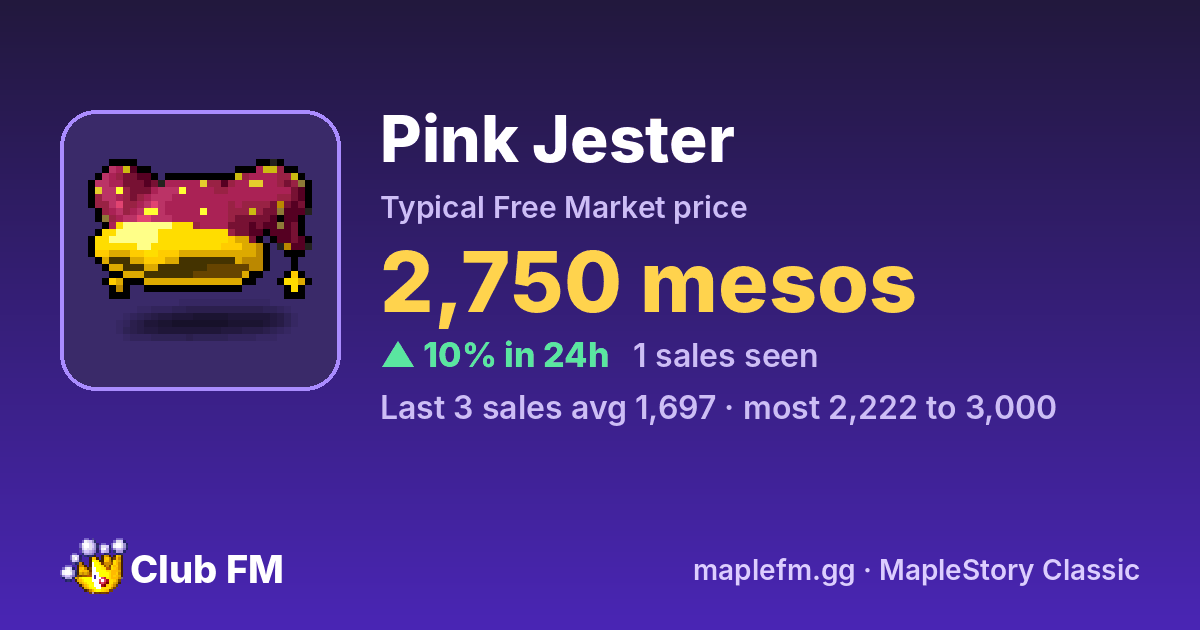 Pink Jester
Typical Free Market price
2,750 mesos
▲ 10% in 24h 1 sales seen
Last 3 sales avg 1,697 · most 2,222 to 3,000
Club FM
maplefm.gg · MapleStory Classic